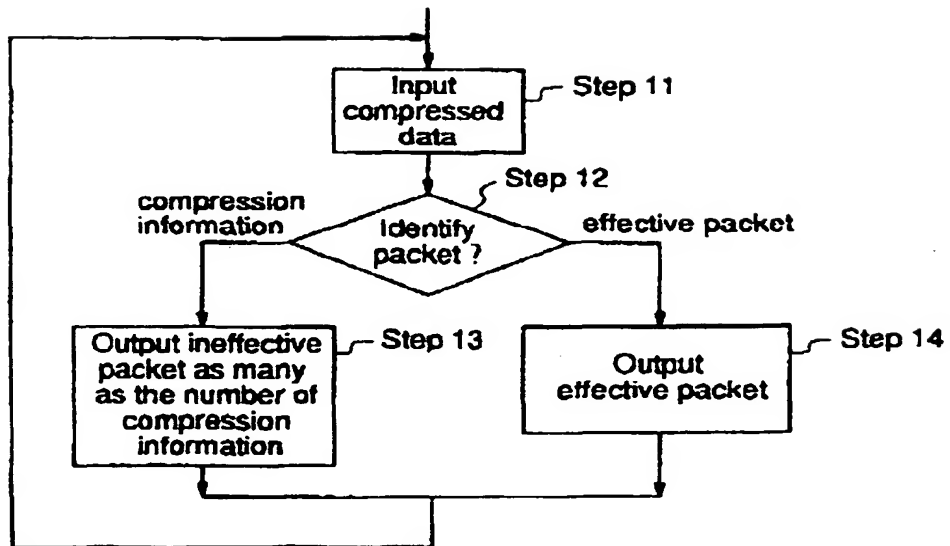 Input
compressed
data
Step 11
Step 12
compression
information
Identify
packet ?
effective packet
Output ineffective
packet as many
as the number of
compression
information
Step 13
Output
effective packet
Step 14